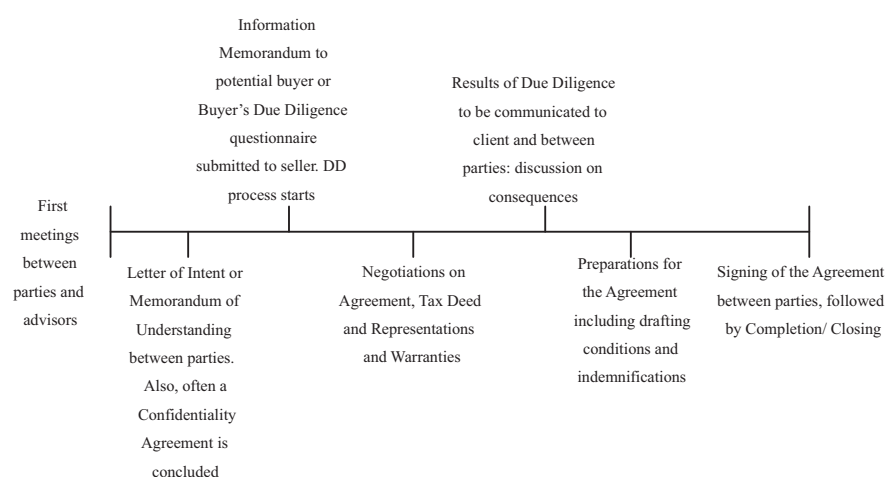 First
meetings
between
parties and
advisors
Letter of Intent or
Memorandum of
Understanding
between parties.
Also, often a
Confidentiality
Agreement is
concluded
Information
Memorandum to
potential buyer or
Buyer’s Due Diligence
questionnaire
submitted to seller. DD
process starts
Negotiations on
Agreement, Tax Deed
and Representations
and Warranties
Results of Due Diligence
to be communicated to
client and between
parties: discussion on
consequences
Preparations for
the Agreement
including drafting
conditions and
indemnifications
Signing of the Agreement
between parties, followed
by Completion/ Closing